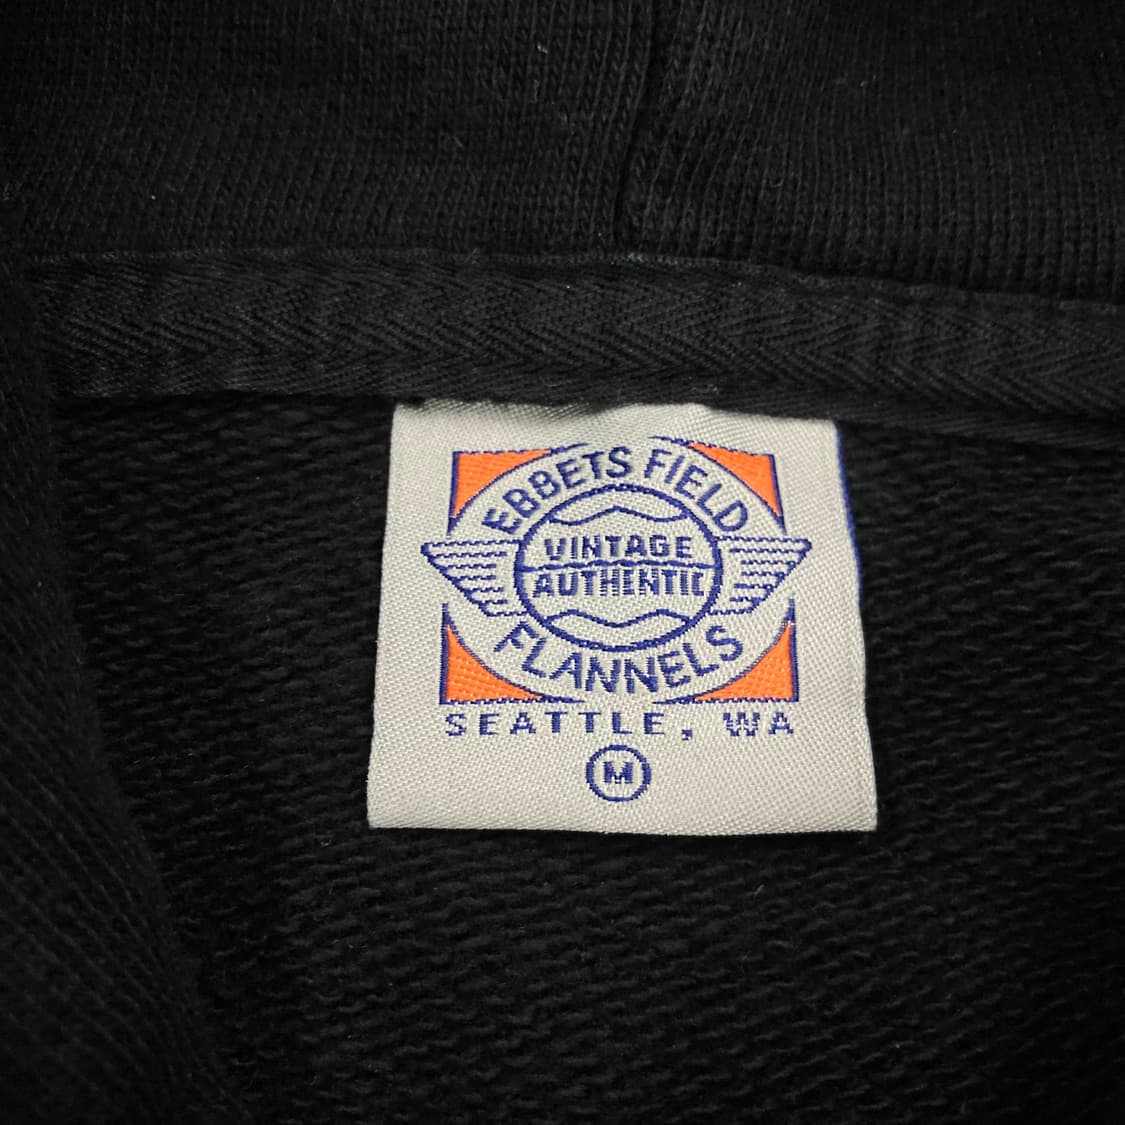 EBBETS FIELD
VINTAGE
AUTHENTIC
FLANNELS
SEATTLE, WA
M